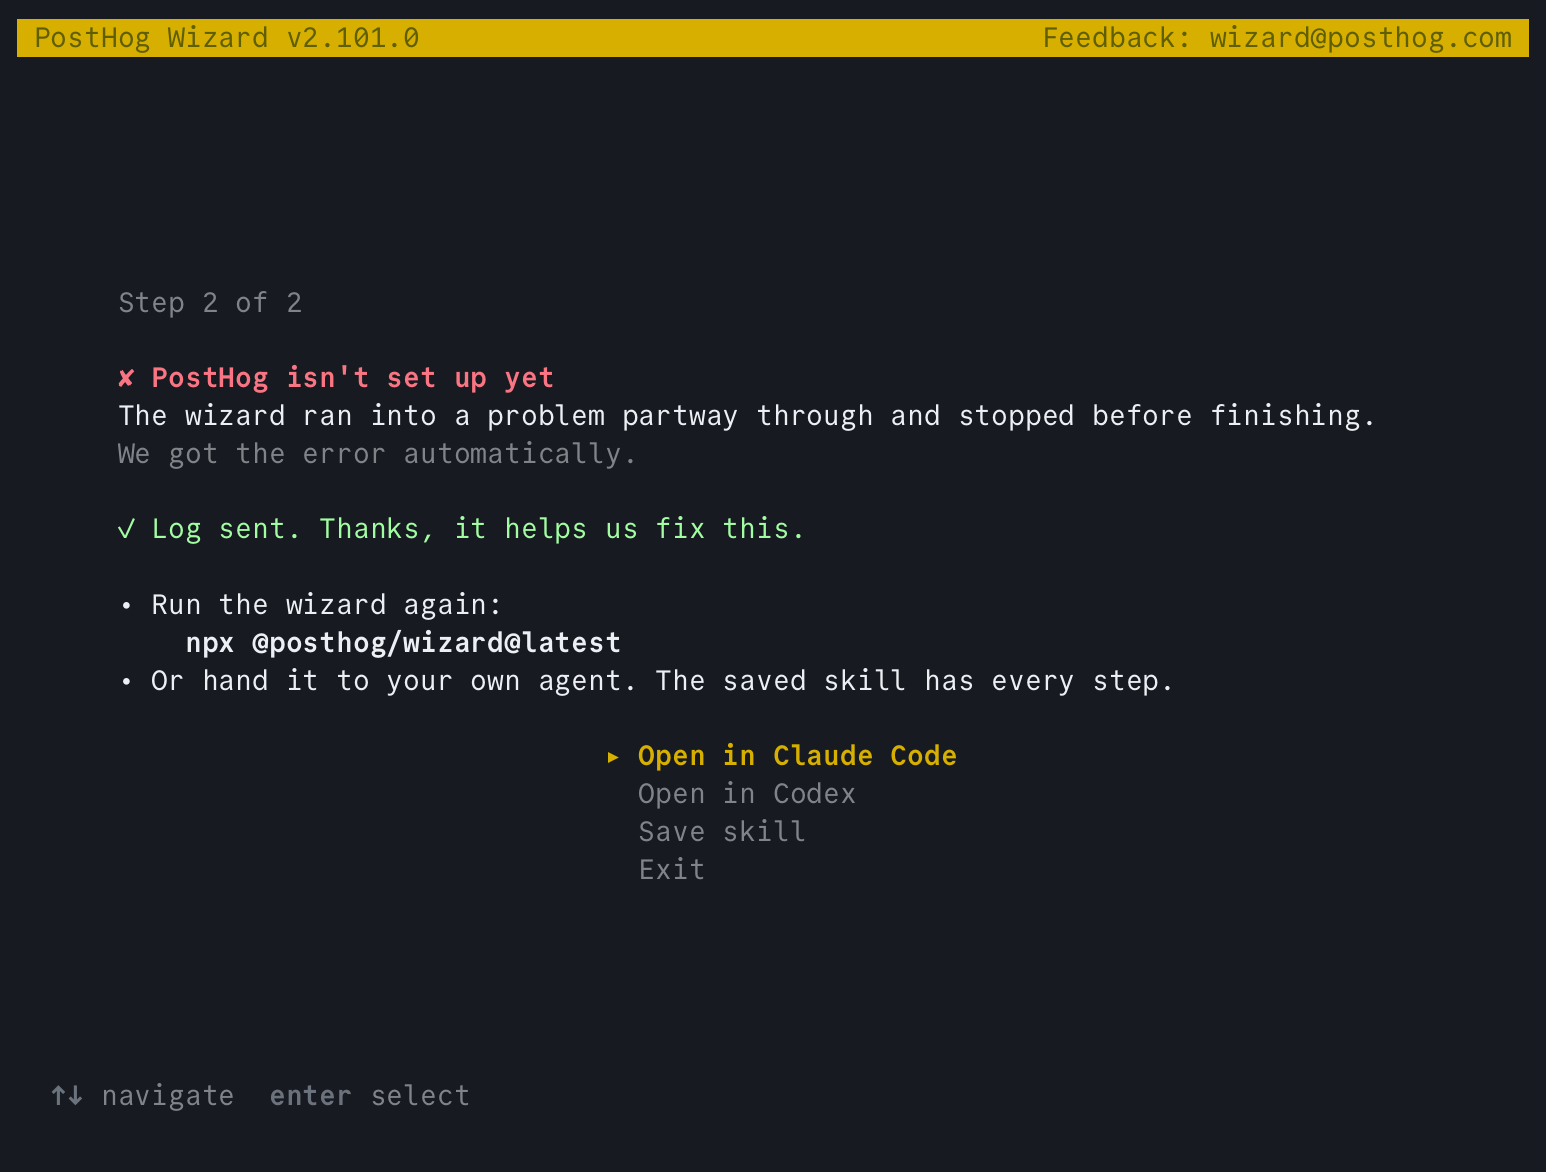 PostHog Wizard v2.101.0 Feedback: wizard@posthog.com
Step 2 of 2
✘ PostHog isn't set up yet
The wizard ran into a problem partway through and stopped before finishing.
We got the error automatically.
✓ Log sent. Thanks, it helps us fix this.
• Run the wizard again:
npx @posthog/wizard@latest
• Or hand it to your own agent. The saved skill has every step.
▸ Open in Claude Code
Open in Codex
Save skill
Exit
↑↓ navigate enter select